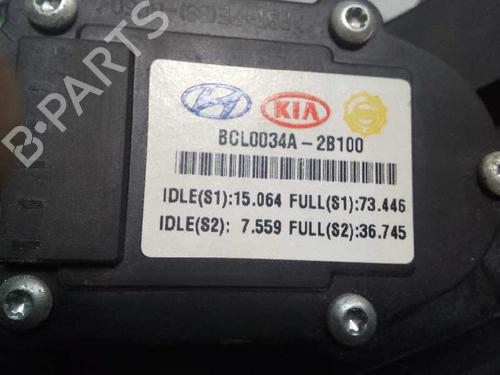 KIA
BCL0034A-2B100
IDLE(S1):15.064 FULL(S1):73.446
IDLE(S2): 7.559 FULL(S2):36.745
B-PARTS